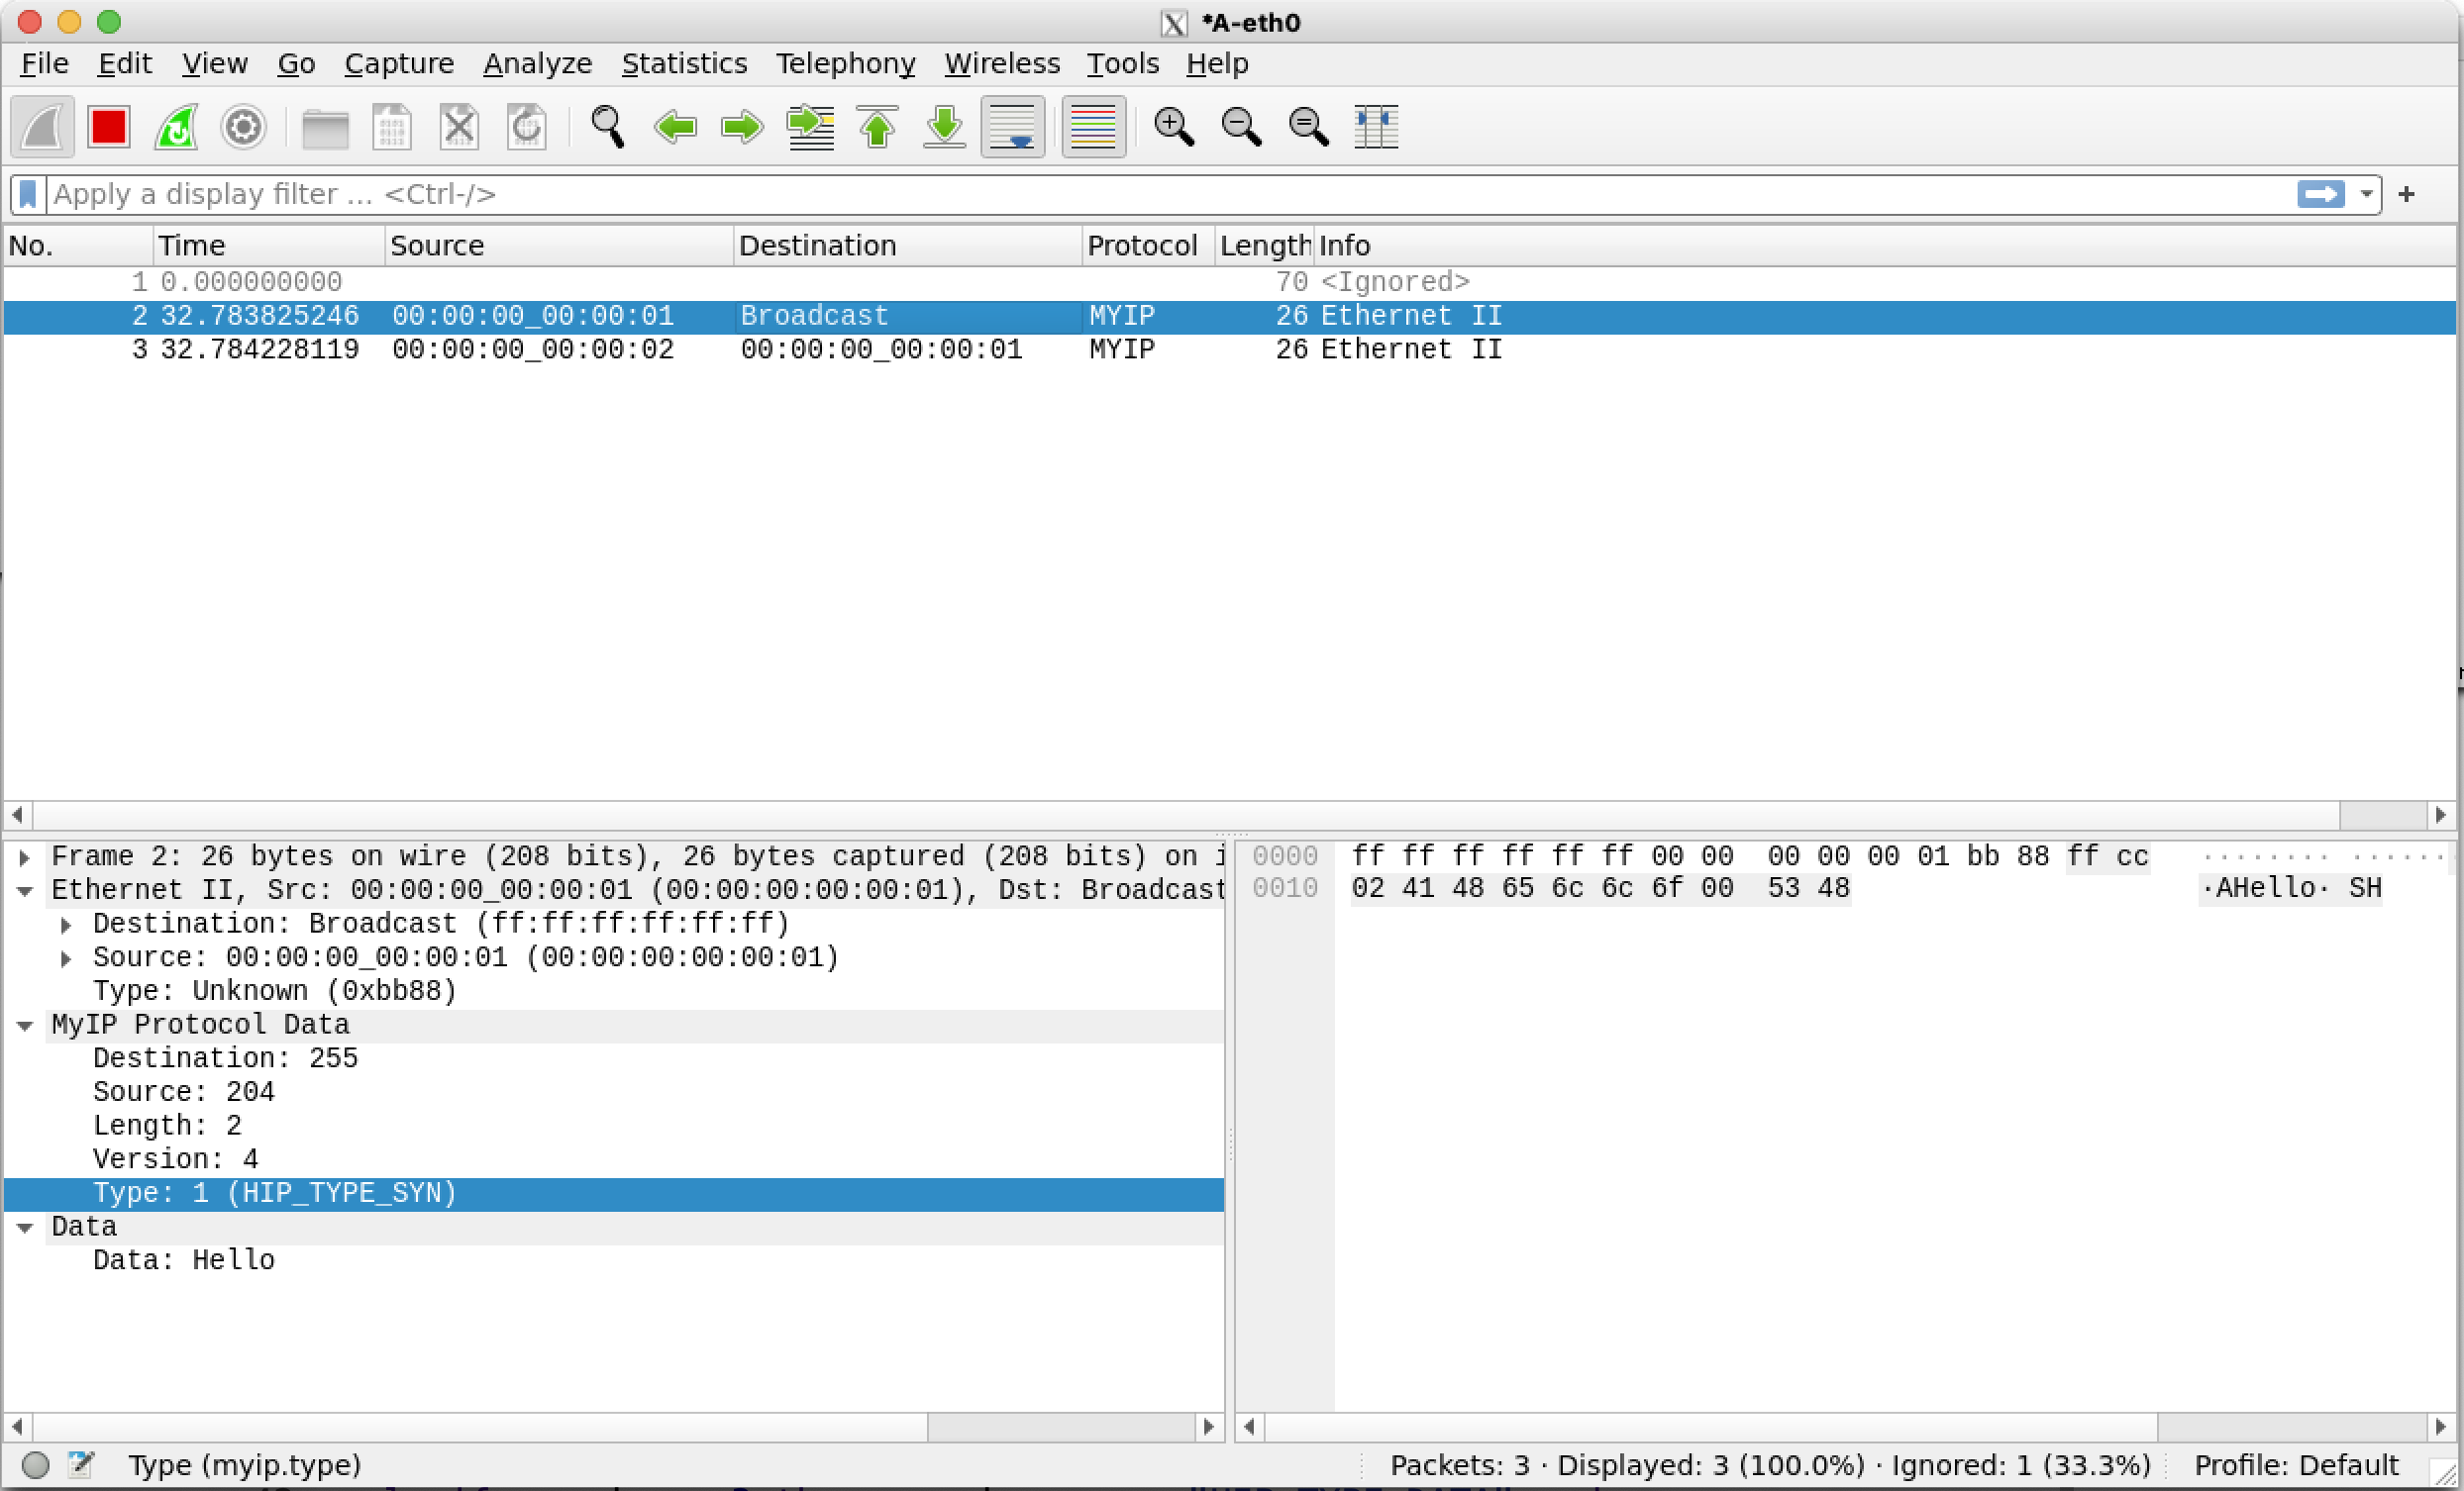 *A-eth0
File Edit View Go Capture Analyze Statistics Telephony Wireless Tools Help
Apply a display filter ... <Ctrl-/>
+
No. Time Source Destination Protocol Length Info
1 0.000000000 70 <Ignored>
2 32.783825246 00:00:00_00:00:01 Broadcast MYIP 26 Ethernet II
3 32.784228119 00:00:00_00:00:02 00:00:00_00:00:01 MYIP 26 Ethernet II
Frame 2: 26 bytes on wire (208 bits), 26 bytes captured (208 bits) on i
Ethernet II, Src: 00:00:00_00:00:01 (00:00:00:00:00:01), Dst: Broadcast
Destination: Broadcast (ff:ff:ff:ff:ff:ff)
Source: 00:00:00_00:00:01 (00:00:00:00:00:01)
Type: Unknown (0xbb88)
MyIP Protocol Data
Destination: 255
Source: 204
Length: 2
Version: 4
Type: 1 (HIP_TYPE_SYN)
Data
Data: Hello
0000 ff ff ff ff ff ff 00 00 00 00 00 01 bb 88 ff cc ········ ······
0010 02 41 48 65 6c 6c 6f 00 53 48 ·AHello· SH
Type (myip.type)
Packets: 3 · Displayed: 3 (100.0%) · Ignored: 1 (33.3%)
Profile: Default